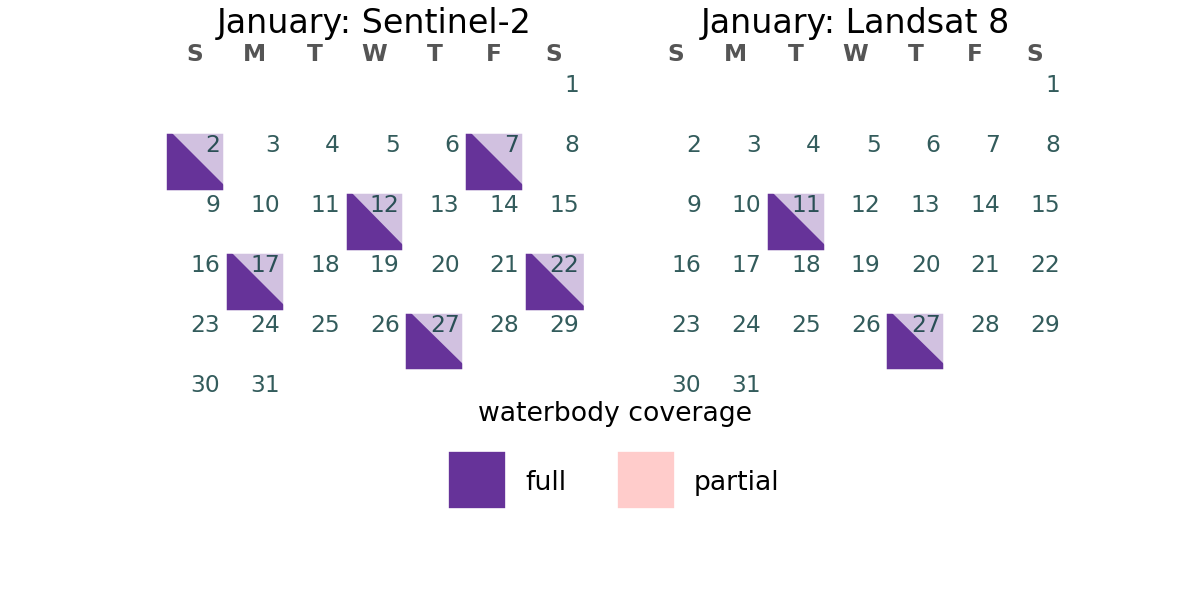 January: Sentinel-2
S M T W T F S
1
2 3 4 5 6 7 8
9 10 11 12 13 14 15
16 17 18 19 20 21 22
23 24 25 26 27 28 29
30 31
January: Landsat 8
S M T W T F S
1
2 3 4 5 6 7 8
9 10 11 12 13 14 15
16 17 18 19 20 21 22
23 24 25 26 27 28 29
30 31
waterbody coverage
full
partial